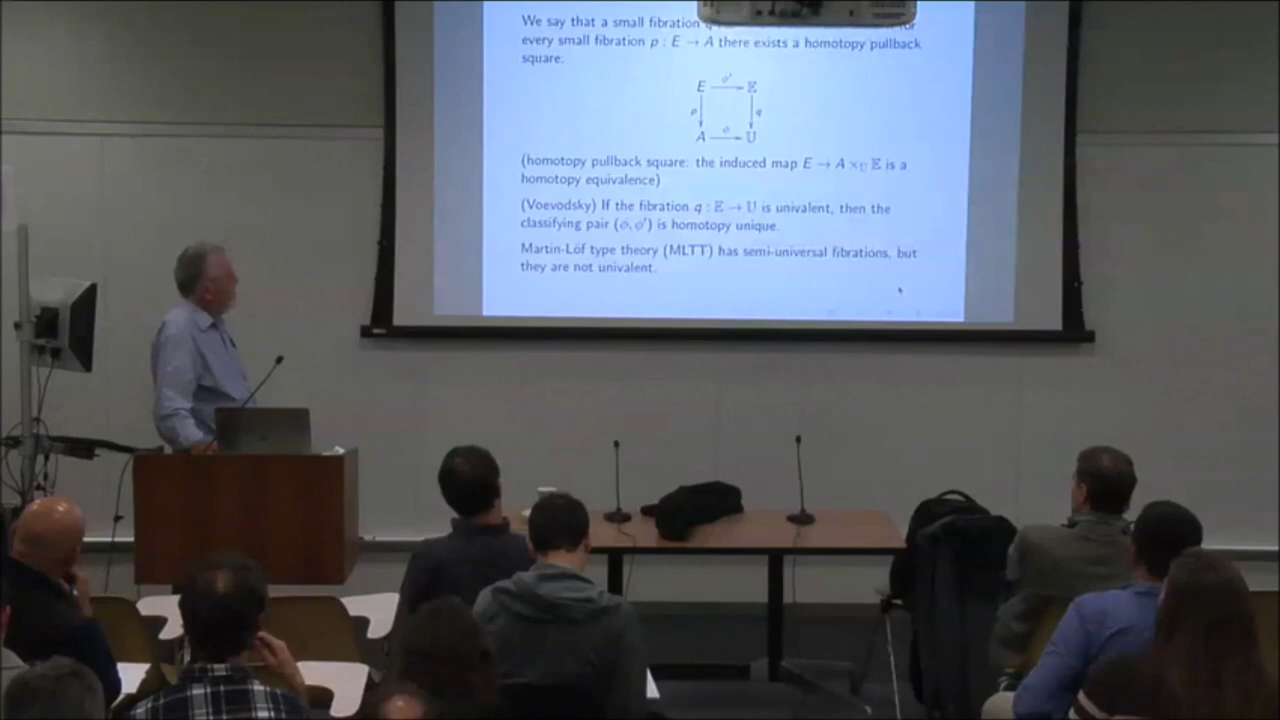 We say that a small fibration
every small fibration p : E → A there exists a homotopy pullback
square:
E ϕ′ 𝔼
p q
A ϕ 𝕌
(homotopy pullback square: the induced map E → A ×𝕌 𝔼 is a
homotopy equivalence)
(Voevodsky) If the fibration q : 𝔼 → 𝕌 is univalent, then the
classifying pair (ϕ, ϕ′) is homotopy unique.
Martin-Löf type theory (MLTT) has semi-universal fibrations, but
they are not univalent.